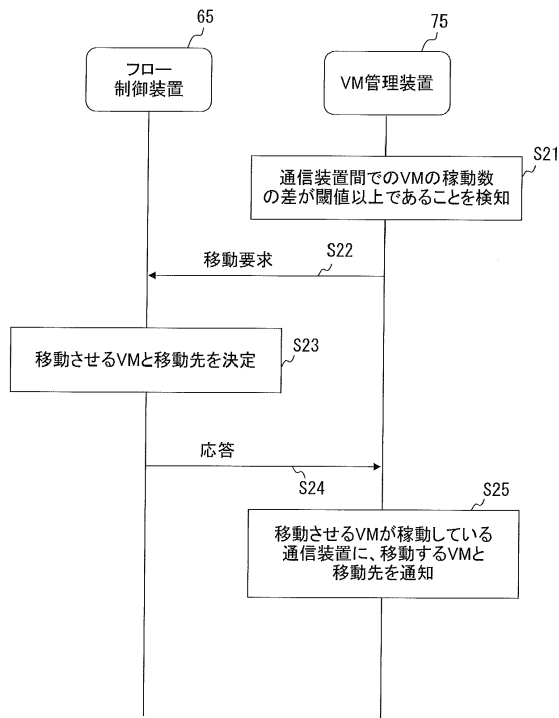 65
75
フロー
制御装置
VM管理装置
S21
通信装置間でのVMの稼動数
の差が閾値以上であることを検知
移動要求
S22
移動させるVMと移動先を決定
S23
応答
S24
S25
移動させるVMが稼動している
通信装置に、移動するVMと
移動先を通知